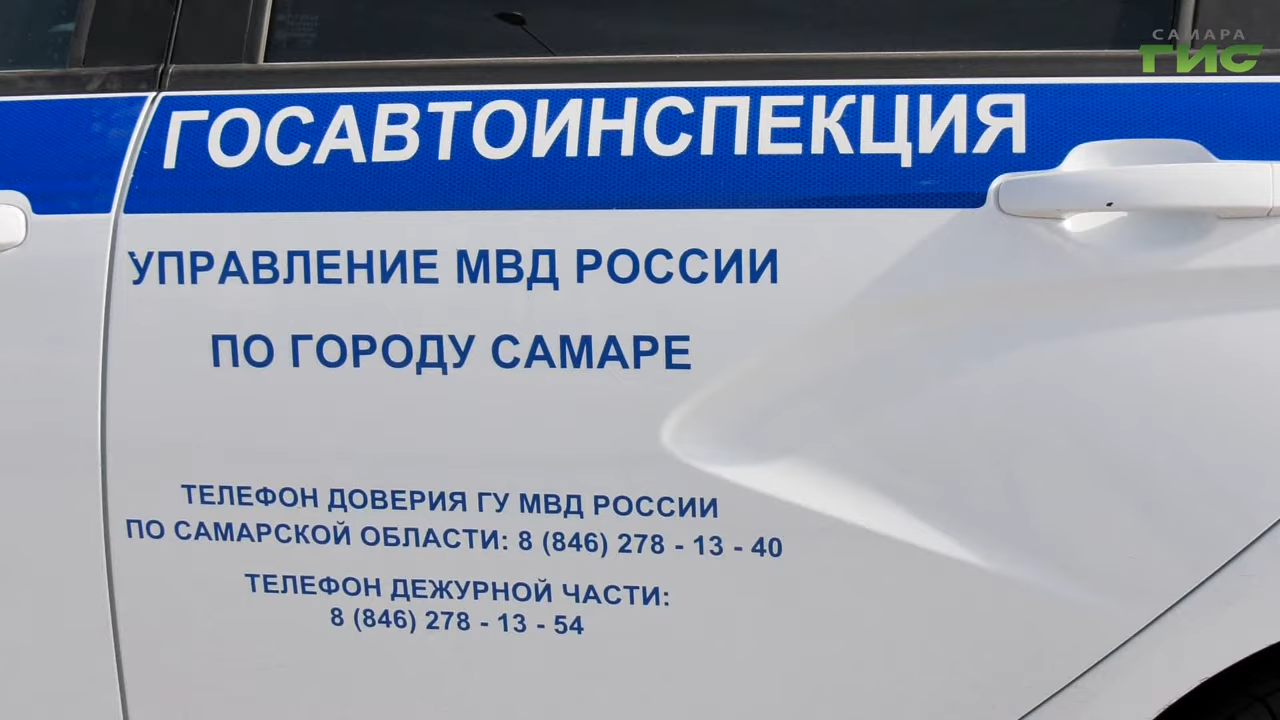 САМАРА
ГИС
ГОСАВТОИНСПЕКЦИЯ
УПРАВЛЕНИЕ МВД РОССИИ
ПО ГОРОДУ САМАРЕ
ТЕЛЕФОН ДОВЕРИЯ ГУ МВД РОССИИ
ПО САМАРСКОЙ ОБЛАСТИ: 8 (846) 278 - 13 - 40
ТЕЛЕФОН ДЕЖУРНОЙ ЧАСТИ:
8 (846) 278 - 13 - 54